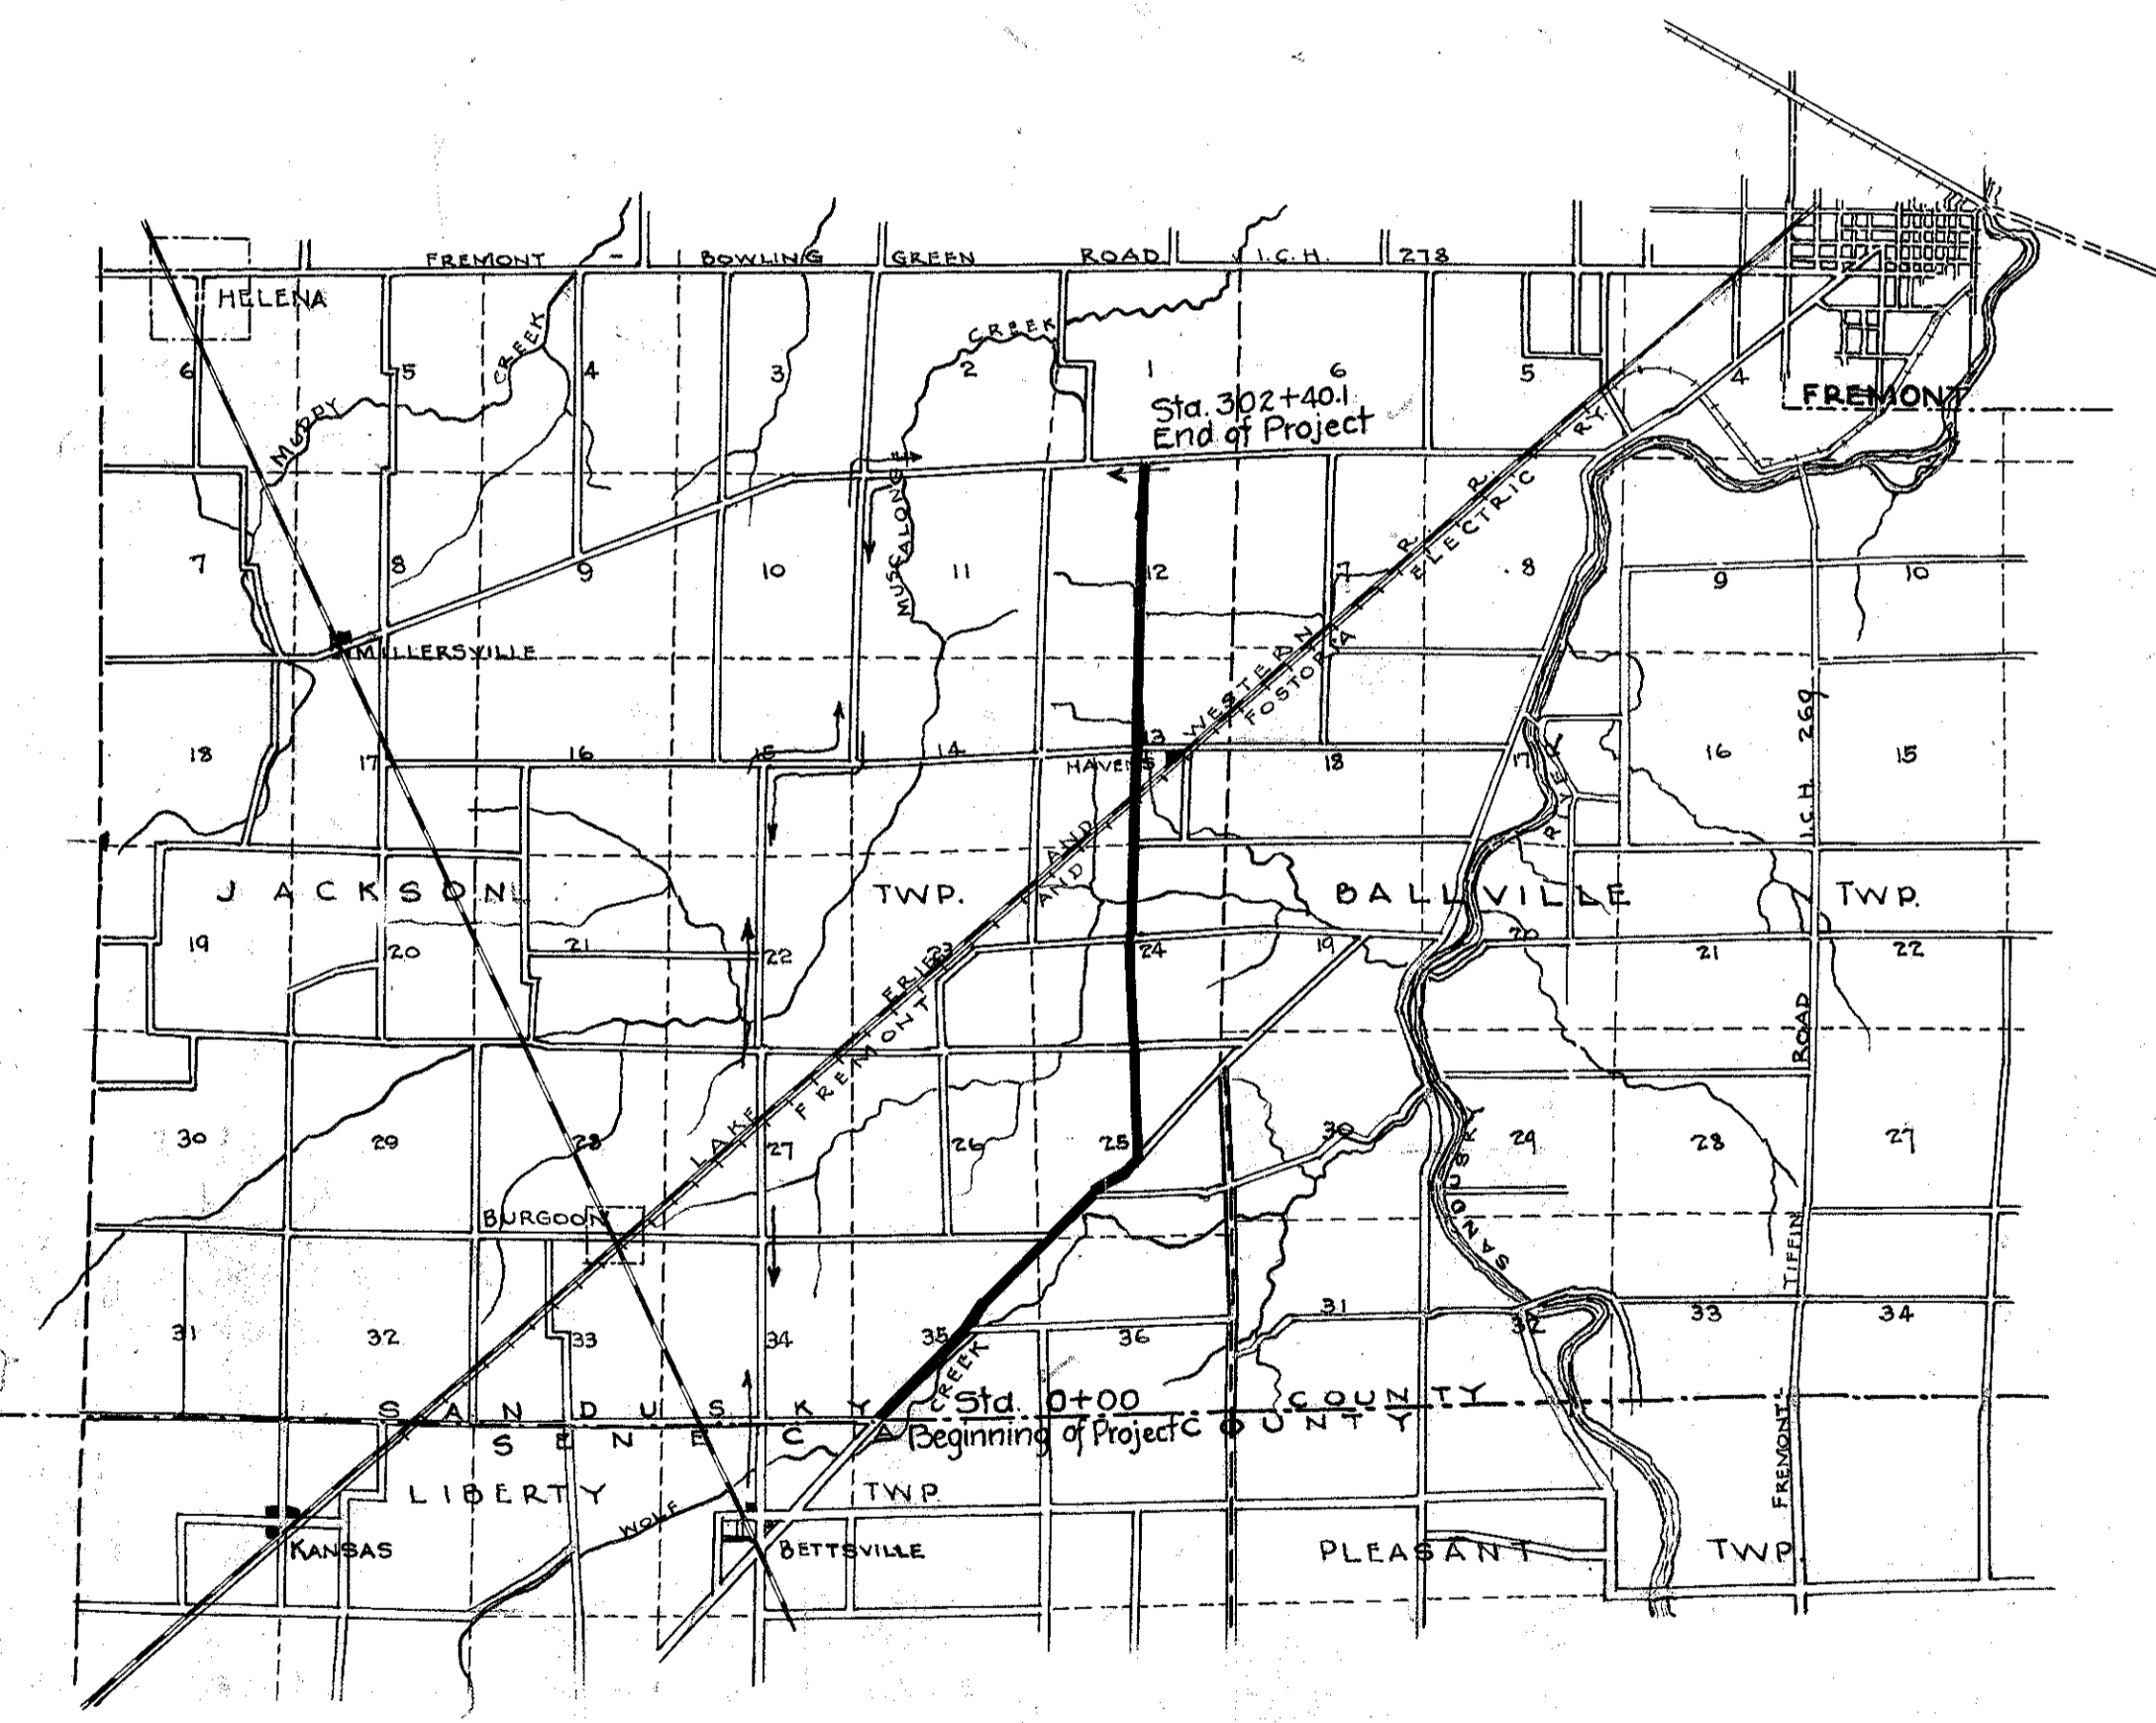 FREMONT - BOWLING GREEN ROAD I.C.H. 278
HELENA
MUDDY CREEK
CREEK
6 5 4 3 2 1 6 5 4
FREMONT
Sta. 302+40.1
End of Project
MUSCALONGE
7 8 9 10 11 12 7 8 9 10
MILLERSVILLE
LAKE ERIE AND WESTERN R. R.
FREMONT AND FOSTORIA ELECTRIC RY.
18 17 16 15 14 13 18 17 16 15
HAVENS
I.C.H. 269
SANDUSKY RIVER
JACKSON TWP.
BALLVILLE TWP.
19 20 21 22 23 24 19 20 21 22
30 29 28 27 26 25 30 29 28 27
BURGOON
FREMONT TIFFIN ROAD
31 32 33 34 35 36 31 32 33 34
CREEK
Sta. 0+00
Beginning of Project
SANDUSKY COUNTY
SENECA COUNTY
LIBERTY TWP.
WOLF
KANSAS
BETTSVILLE
PLEASANT TWP.